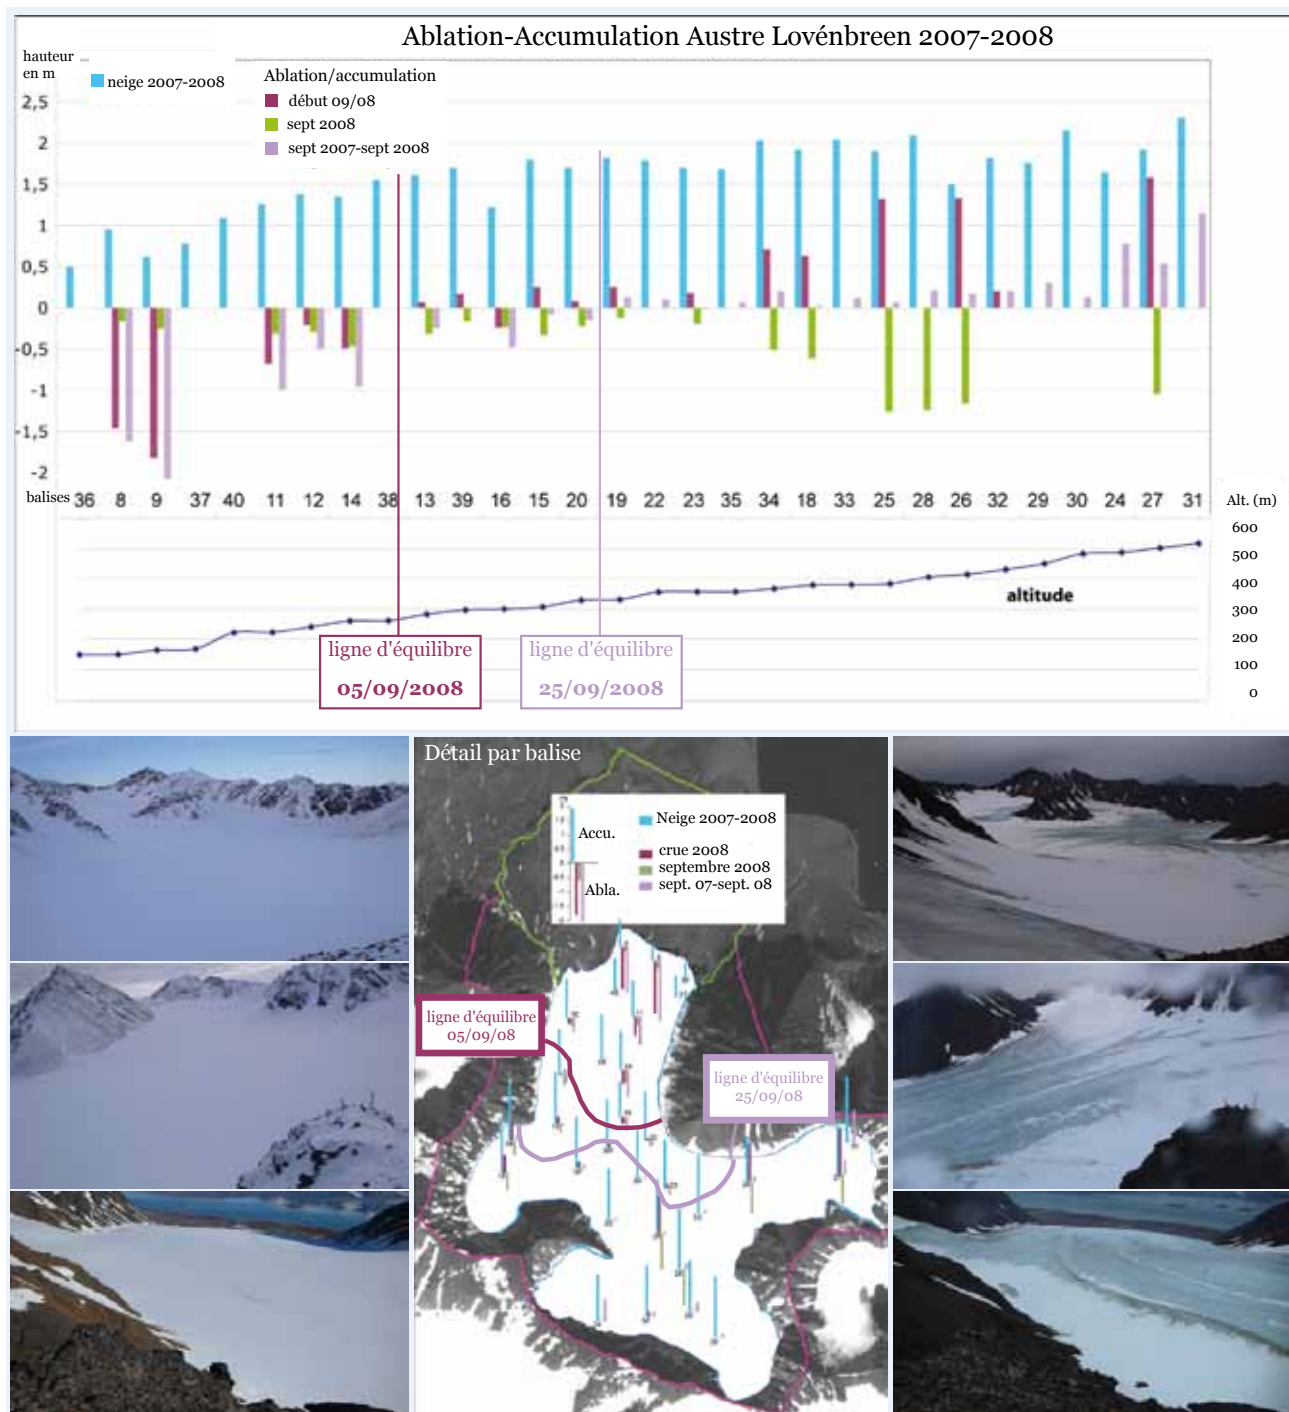 Ablation-Accumulation Austre Lovénbreen 2007-2008
hauteur
en m
neige 2007-2008
Ablation/accumulation
début 09/08
sept 2008
sept 2007-sept 2008
2,5
2
1,5
1
0,5
0
-0,5
-1
-1,5
-2
balises 36 8 9 37 40 11 12 14 38 13 39 16 15 20 19 22 23 35 34 18 33 25 28 26 32 29 30 24 27 31
Alt. (m)
600
500
400
300
200
100
0
altitude
ligne d'équilibre
05/09/2008
ligne d'équilibre
25/09/2008
Détail par balise
Accu.
Abla.
Neige 2007-2008
crue 2008
septembre 2008
sept. 07-sept. 08
ligne d'équilibre
05/09/08
ligne d'équilibre
25/09/08